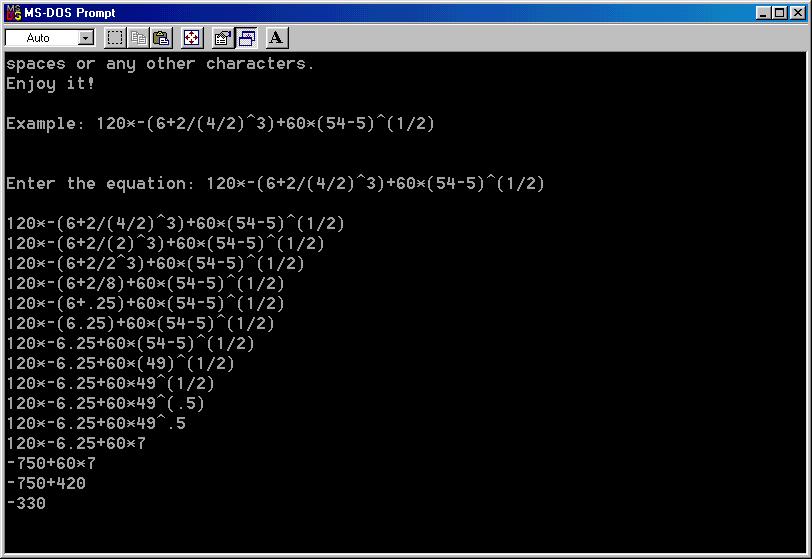 MS-DOS Prompt
Auto
A
spaces or any other characters.
Enjoy it!
Example: 120*-(6+2/(4/2)^3)+60*(54-5)^(1/2)
Enter the equation: 120*-(6+2/(4/2)^3)+60*(54-5)^(1/2)
120*-(6+2/(4/2)^3)+60*(54-5)^(1/2)
120*-(6+2/(2)^3)+60*(54-5)^(1/2)
120*-(6+2/2^3)+60*(54-5)^(1/2)
120*-(6+2/8)+60*(54-5)^(1/2)
120*-(6+.25)+60*(54-5)^(1/2)
120*-(6.25)+60*(54-5)^(1/2)
120*-6.25+60*(54-5)^(1/2)
120*-6.25+60*(49)^(1/2)
120*-6.25+60*49^(1/2)
120*-6.25+60*49^(.5)
120*-6.25+60*49^.5
120*-6.25+60*7
-750+60*7
-750+420
-330